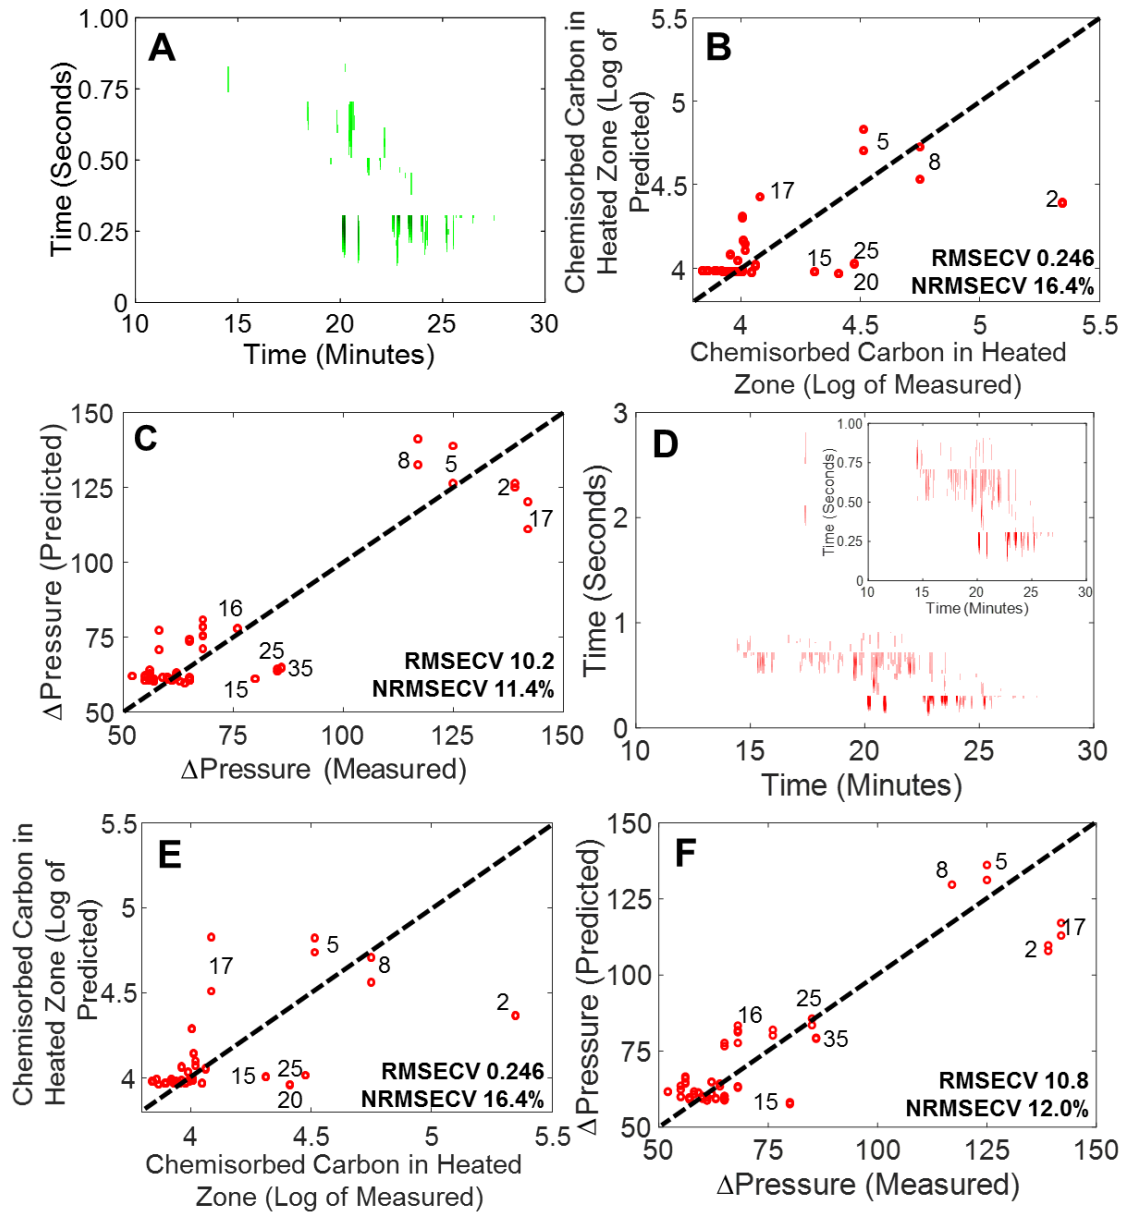 A
1.00
0.75
0.50
0.25
0
10
15
20
25
30
Time (Seconds)
Time (Minutes)
B
5.5
5
4.5
4
4
4.5
5
5.5
Chemisorbed Carbon in
Heated Zone (Log of
Predicted)
5
8
17
2
15
25
20
RMSECV 0.246
NRMSECV 16.4%
Chemisorbed Carbon in Heated
Zone (Log of Measured)
C
150
125
100
75
50
50
75
100
125
150
ΔPressure (Predicted)
8
5
2
17
16
25
35
15
RMSECV 10.2
NRMSECV 11.4%
ΔPressure (Measured)
D
3
2
1
0
10
15
20
25
30
Time (Seconds)
Time (Minutes)
1.00
0.75
0.50
0.25
0
10
20
30
Time (Seconds)
Time (Minutes)
E
5.5
5
4.5
4
4
4.5
5
5.5
Chemisorbed Carbon in
Heated Zone (Log of
Predicted)
17
5
8
2
15
25
20
RMSECV 0.246
NRMSECV 16.4%
Chemisorbed Carbon in Heated
Zone (Log of Measured)
F
150
125
100
75
50
50
75
100
125
150
ΔPressure (Predicted)
8
5
17
2
25
16
35
15
RMSECV 10.8
NRMSECV 12.0%
ΔPressure (Measured)